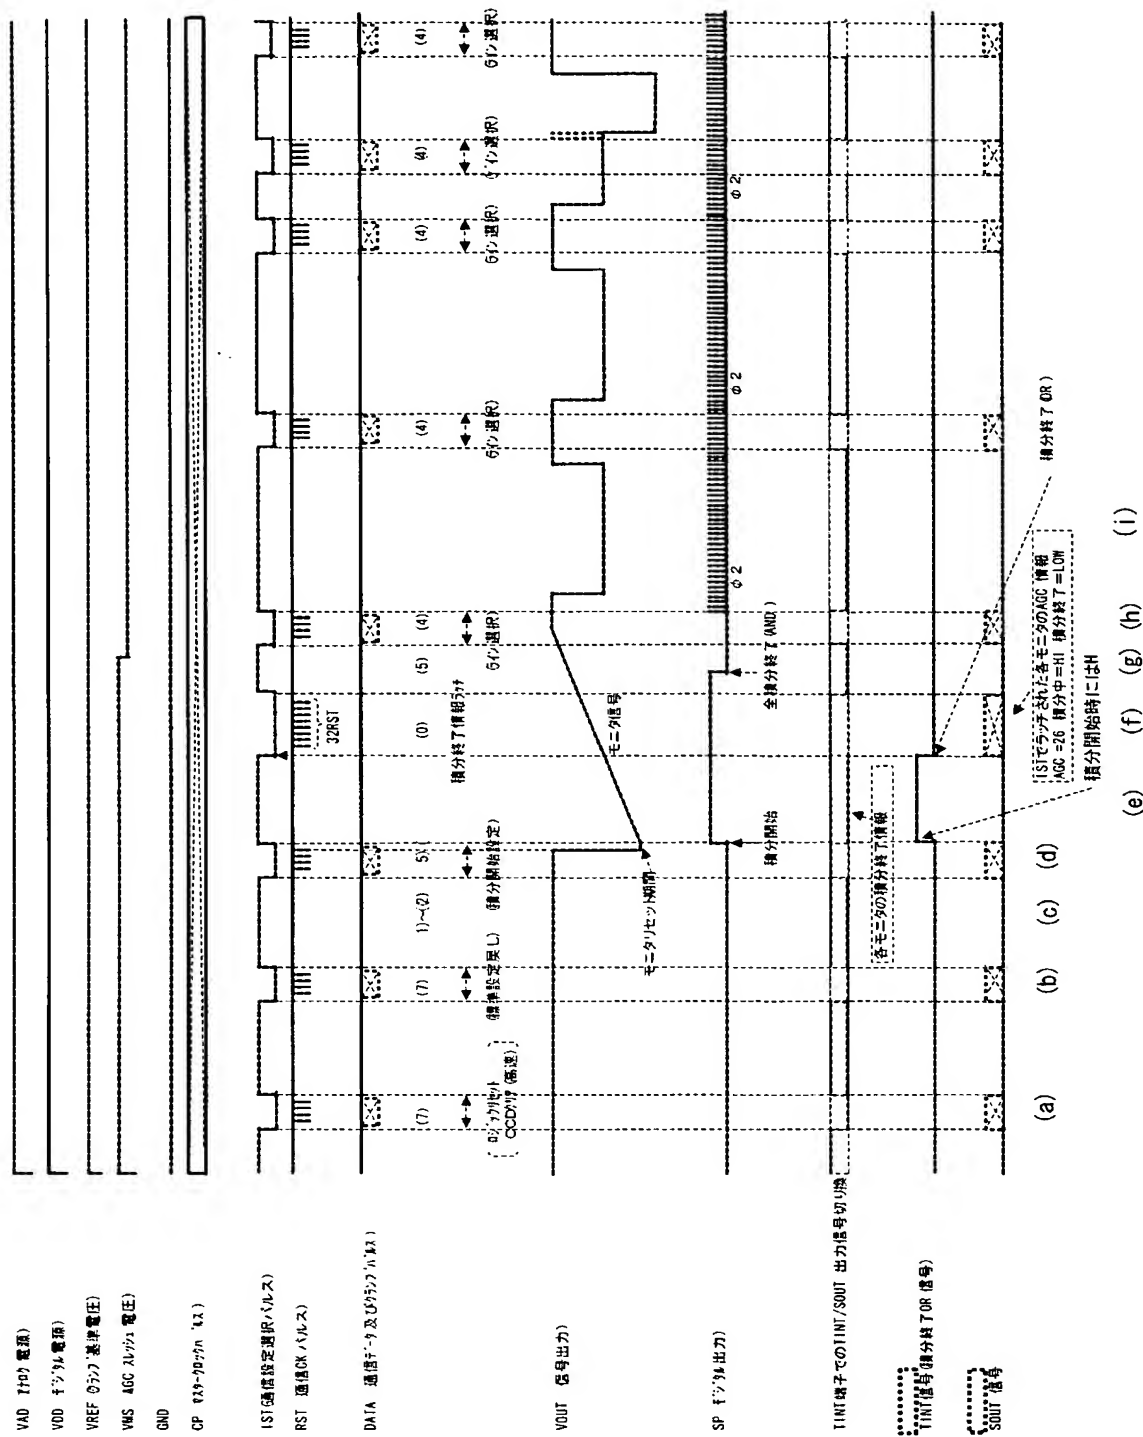 VAD アナログ電源)
VDD デジタル電源)
VREF クランプ基準電圧)
VMS AGC スレッシュ電圧)
GND
CP マスタークロックパルス)
IST(通信設定選択パルス)
RST 通信CK パルス)
DATA 通信データ及びクランプパルス)
VOUT 信号出力)
SP デジタル出力)
TINT端子でのTINT/SOUT 出力信号切り換
TINT信号(積分終了OR 信号)
SOUT 信号
32RST
(7)
(7)
1)~(2)
5)
(0)
(5)
(4)
(4)
(4)
(4)
(4)
ロジックリセット
CCDクリア(高速)
(標準設定戻し)
(積分開始設定)
積分終了情報ラッチ
ライン選択)
ライン選択)
ライン選択)
ライン選択)
ライン選択)
モニタリセット期間
モニタ信号
積分開始
全積分終了(AND)
φ2
φ2
φ2
各モニタの積分終了情報
積分開始時にはH
ISTでラッチされた各モニタのAGC 情報
AGC =26 積分中=HI 積分終了=LOW
積分終了OR)
(a)
(b)
(c)
(d)
(e)
(f)
(g)
(h)
(i)